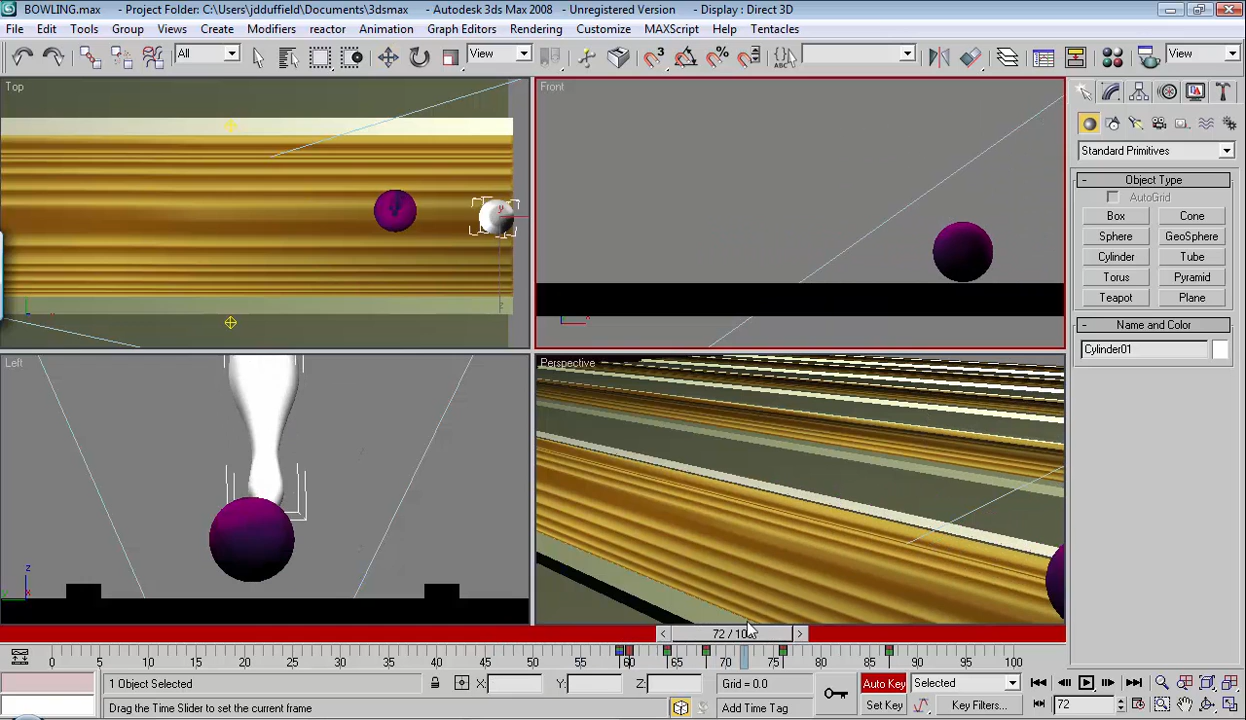 BOWLING.max - Project Folder: C:\Users\jdduffield\Documents\3dsmax - Autodesk 3ds Max 2008 - Unregistered Version - Display : Direct 3D
File Edit Tools Group Views Create Modifiers reactor Animation Graph Editors Rendering Customize MAXScript Help Tentacles
All View View
Top
Front
Standard Primitives
- Object Type
AutoGrid
Box Cone
Sphere GeoSphere
Cylinder Tube
Torus Pyramid
Teapot Plane
- Name and Color
Cylinder01
Left
Perspective
< 72 / 100 >
0 5 10 15 20 25 30 35 40 45 50 55 60 65 70 75 80 85 90 95 100
1 Object Selected X: Y: Z: Grid = 0.0 Auto Key Selected
Drag the Time Slider to set the current frame Add Time Tag Set Key Key Filters... 72